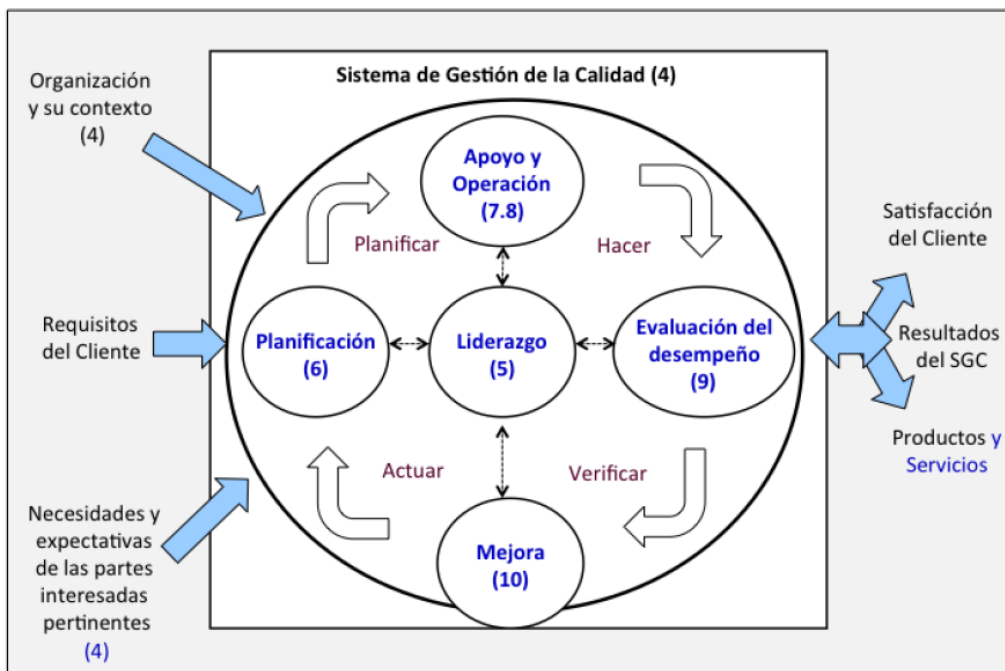 Sistema de Gestión de la Calidad (4)
Organización
y su contexto
(4)
Requisitos
del Cliente
Necesidades y
expectativas
de las partes
interesadas
pertinentes
(4)
Apoyo y
Operación
(7.8)
Planificar
Hacer
Planificación
(6)
Liderazgo
(5)
Evaluación del
desempeño
(9)
Actuar
Verificar
Mejora
(10)
Satisfacción
del Cliente
Resultados
del SGC
Productos y
Servicios